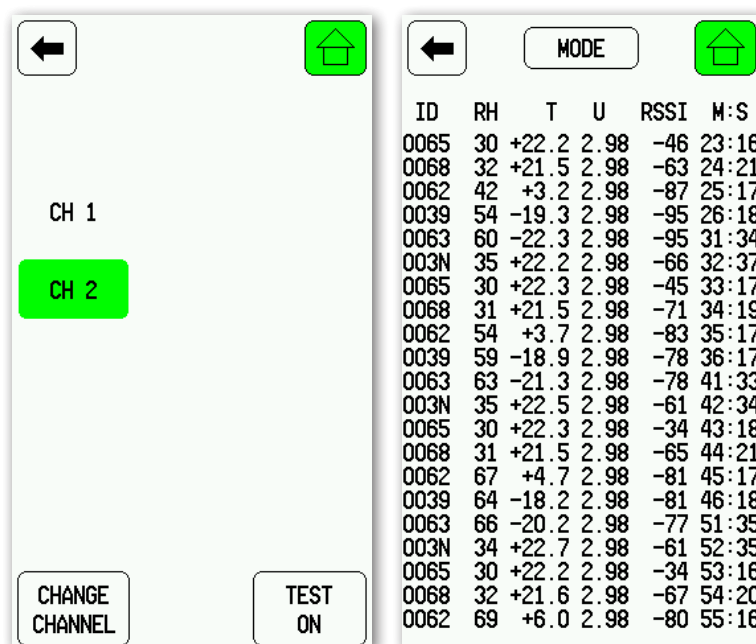 CH 1
CH 2
CHANGE
CHANNEL
TEST
ON
MODE
ID RH T U RSSI M:S
0065 30 +22.2 2.98 -46 23:16
0068 32 +21.5 2.98 -63 24:21
0062 42 +3.2 2.98 -87 25:17
0039 54 -19.3 2.98 -95 26:18
0063 60 -22.3 2.98 -95 31:34
003N 35 +22.2 2.98 -66 32:37
0065 30 +22.3 2.98 -45 33:17
0068 31 +21.5 2.98 -71 34:19
0062 54 +3.7 2.98 -83 35:17
0039 59 -18.9 2.98 -78 36:17
0063 63 -21.3 2.98 -78 41:33
003N 35 +22.5 2.98 -61 42:34
0065 30 +22.3 2.98 -34 43:18
0068 31 +21.5 2.98 -65 44:21
0062 67 +4.7 2.98 -81 45:17
0039 64 -18.2 2.98 -81 46:18
0063 66 -20.2 2.98 -77 51:35
003N 34 +22.7 2.98 -61 52:35
0065 30 +22.2 2.98 -34 53:16
0068 32 +21.6 2.98 -67 54:20
0062 69 +6.0 2.98 -80 55:16